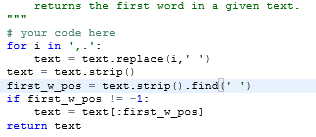 returns the first word in a given text.
"""
# your code here
for i in ',.':
text = text.replace(i,' ')
text = text.strip()
first_w_pos = text.strip().find(' ')
if first_w_pos != -1:
text = text[:first_w_pos]
return text